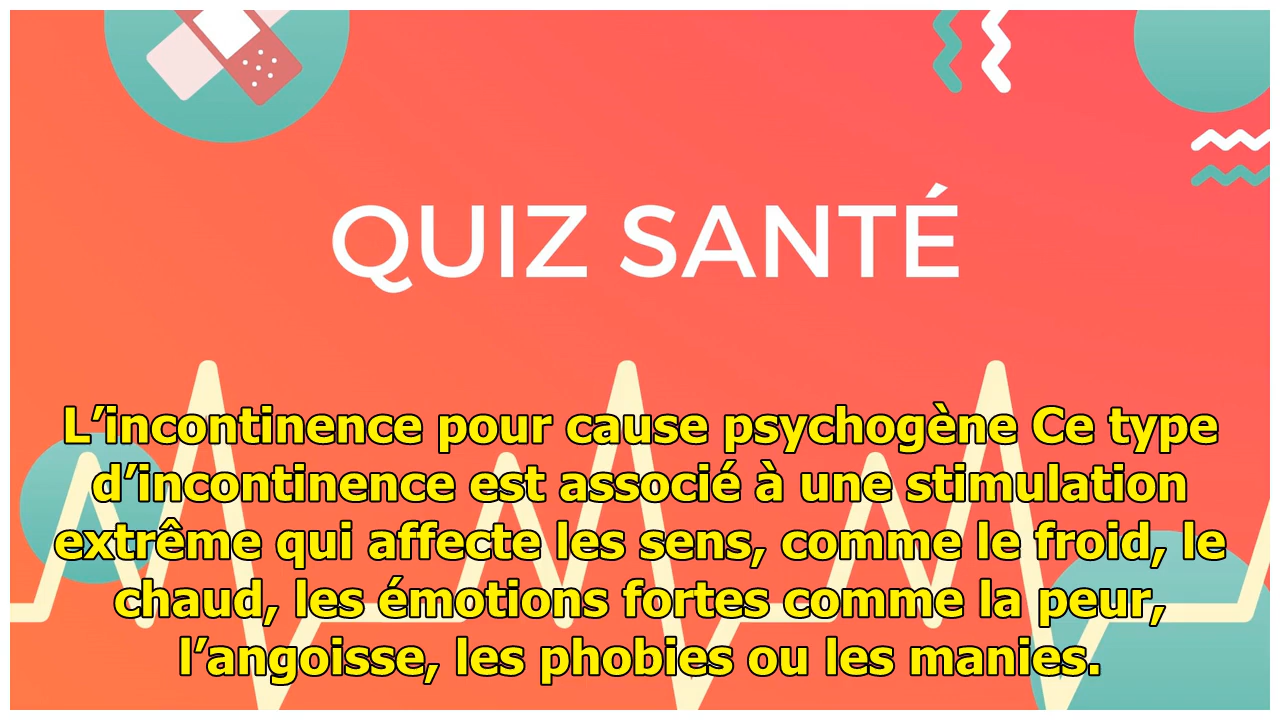 QUIZ SANTÉ
L’incontinence pour cause psychogène Ce type
d’incontinence est associé à une stimulation
extrême qui affecte les sens, comme le froid, le
chaud, les émotions fortes comme la peur,
l’angoisse, les phobies ou les manies.